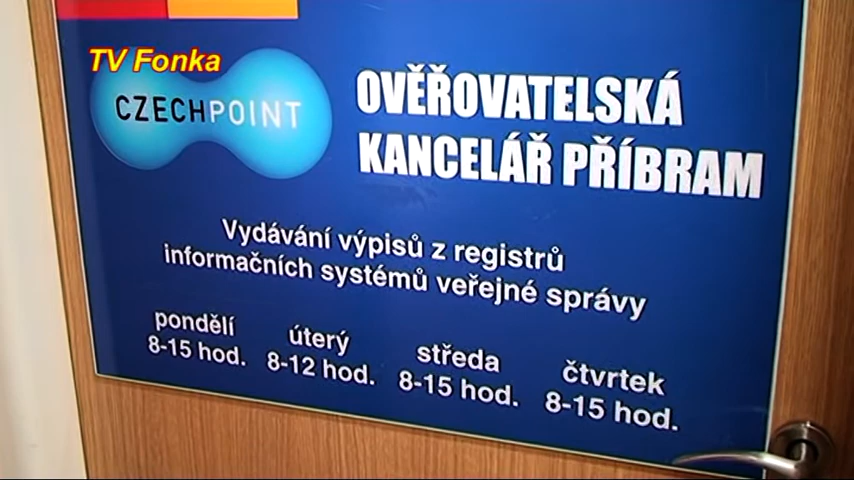 TV Fonka
CZECHPOINT
OVĚŘOVATELSKÁ
KANCELÁŘ PŘÍBRAM
Vydávání výpisů z registrů
informačních systémů veřejné správy
pondělí úterý středa čtvrtek
8-15 hod. 8-12 hod. 8-15 hod. 8-15 hod.